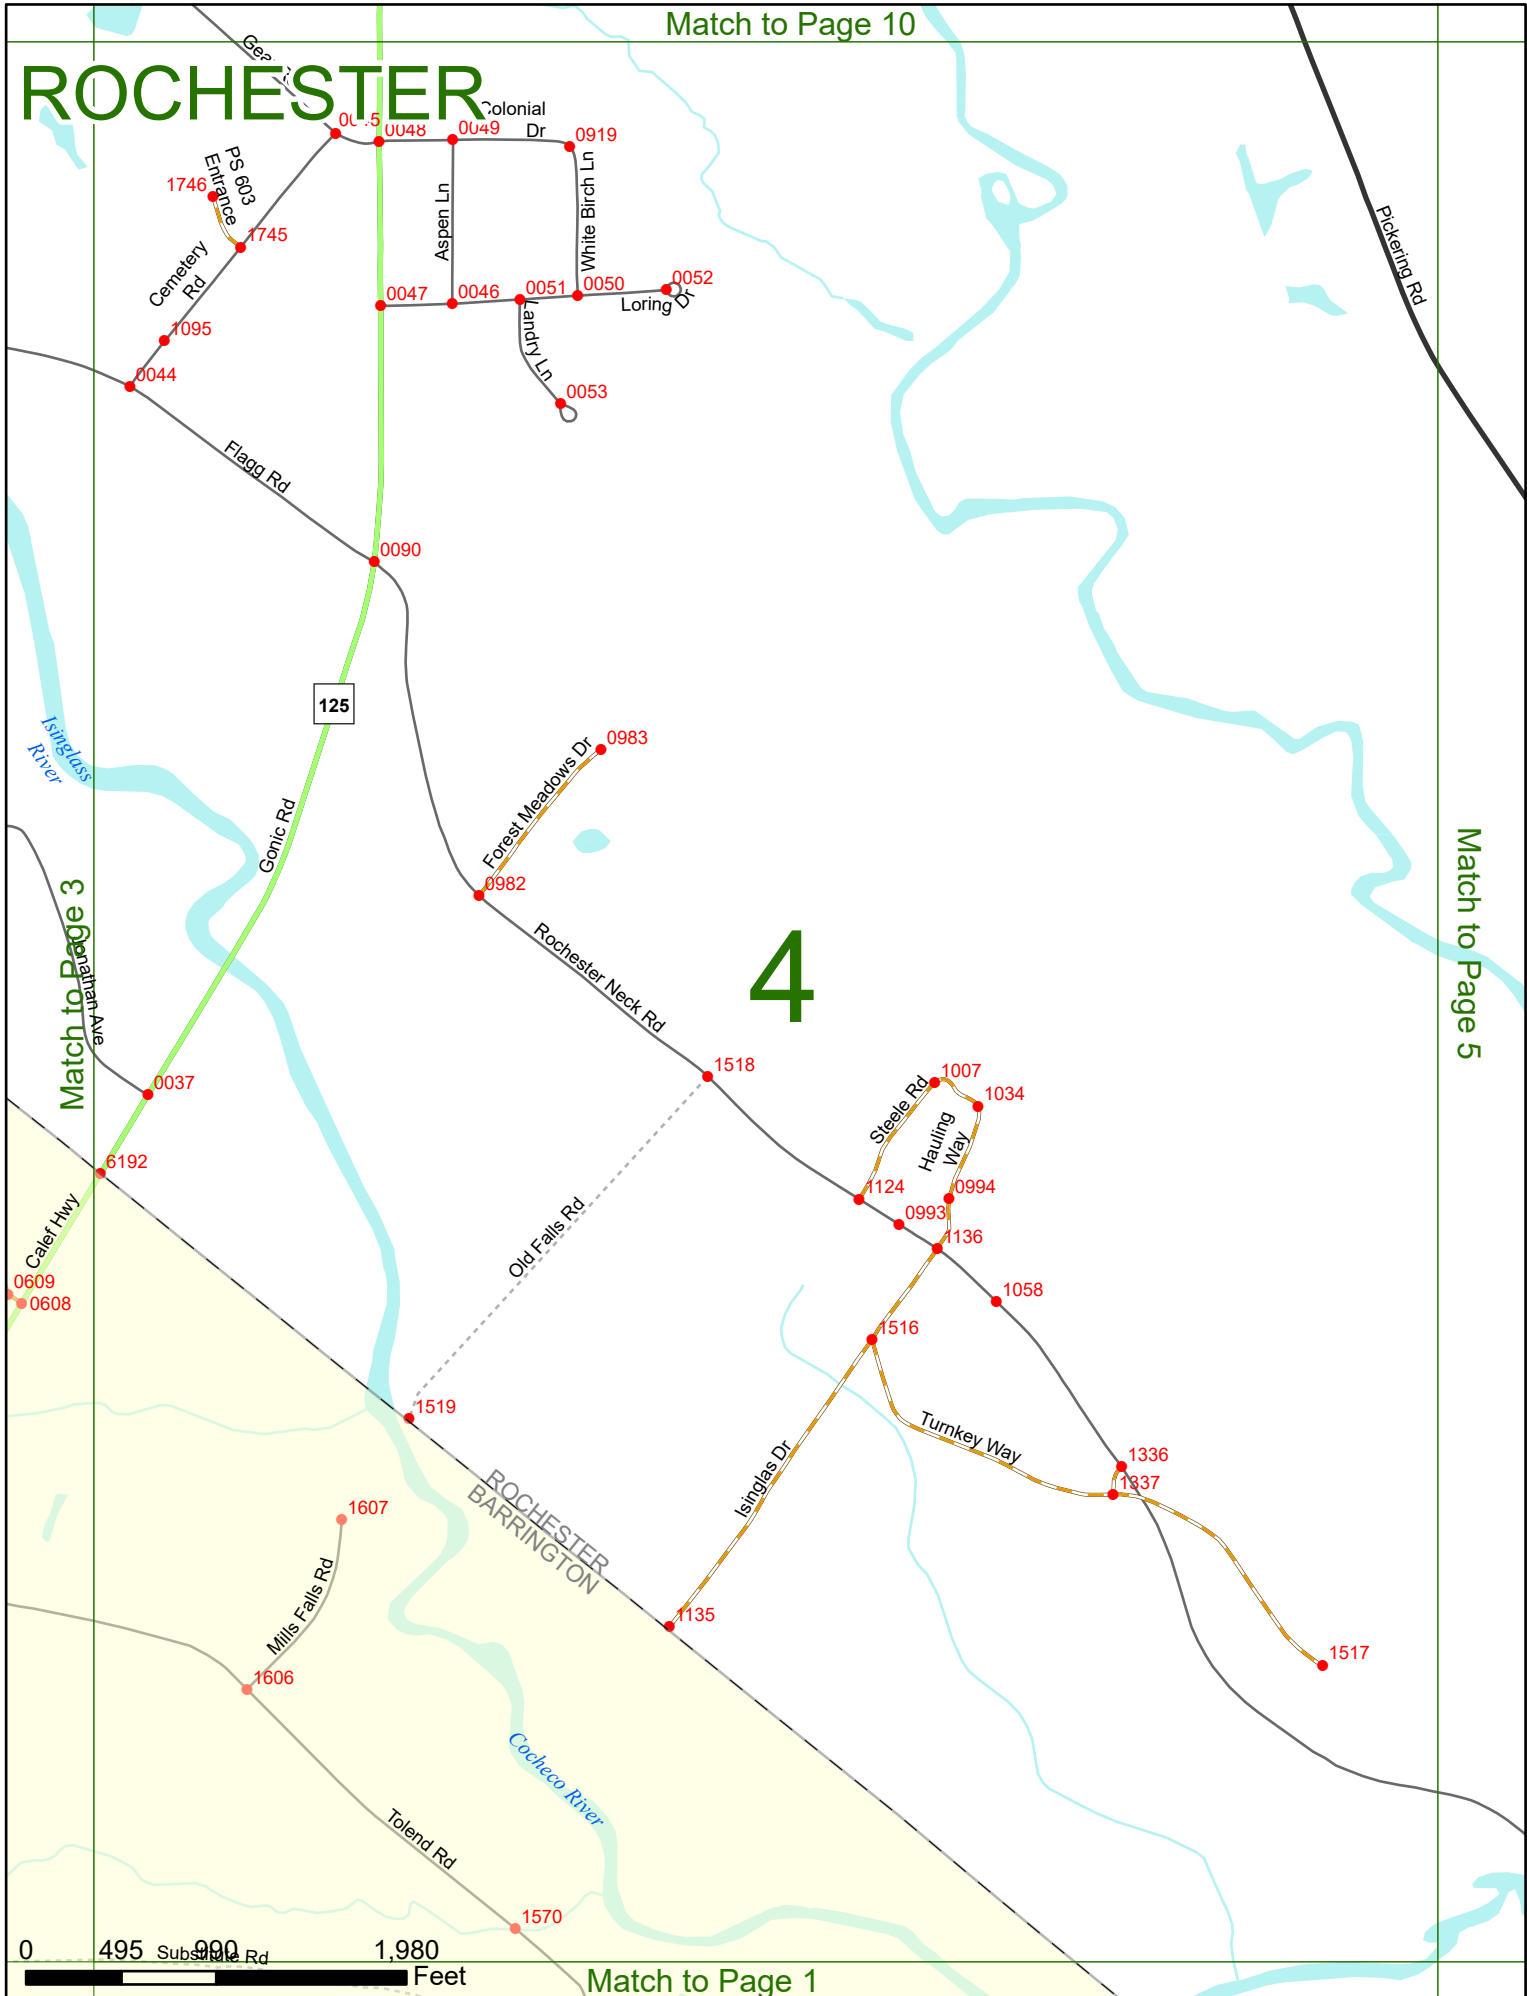 Match to Page 10
ROCHESTER
Colonial
Dr
0048
0049
0919
PS 603
Entrance
1746
1745
Aspen Ln
White Birch Ln
Cemetery
Rd
0047
0046
0051
0050
0052
Loring Dr
Landry Ln
1095
0044
0053
Flagg Rd
Pickering Rd
0090
125
Isinglass
River
Gonic Rd
0983
Forest Meadows Dr
0982
Match to Page 3
Jonathan Ave
Rochester Neck Rd
4
Match to Page 5
0037
1518
1007
1034
Steele Rd
Hauling
Way
6192
1124
0994
0993
1136
Calef Hwy
Old Falls Rd
0609
0608
1058
1516
1519
Turnkey Way
Isinglas Dr
1336
1337
ROCHESTER
BARRINGTON
1607
Mills Falls Rd
1135
1517
1606
Cocheco River
Tolend Rd
1570
0 495 990 1,980
Feet
Substitute Rd
Match to Page 1